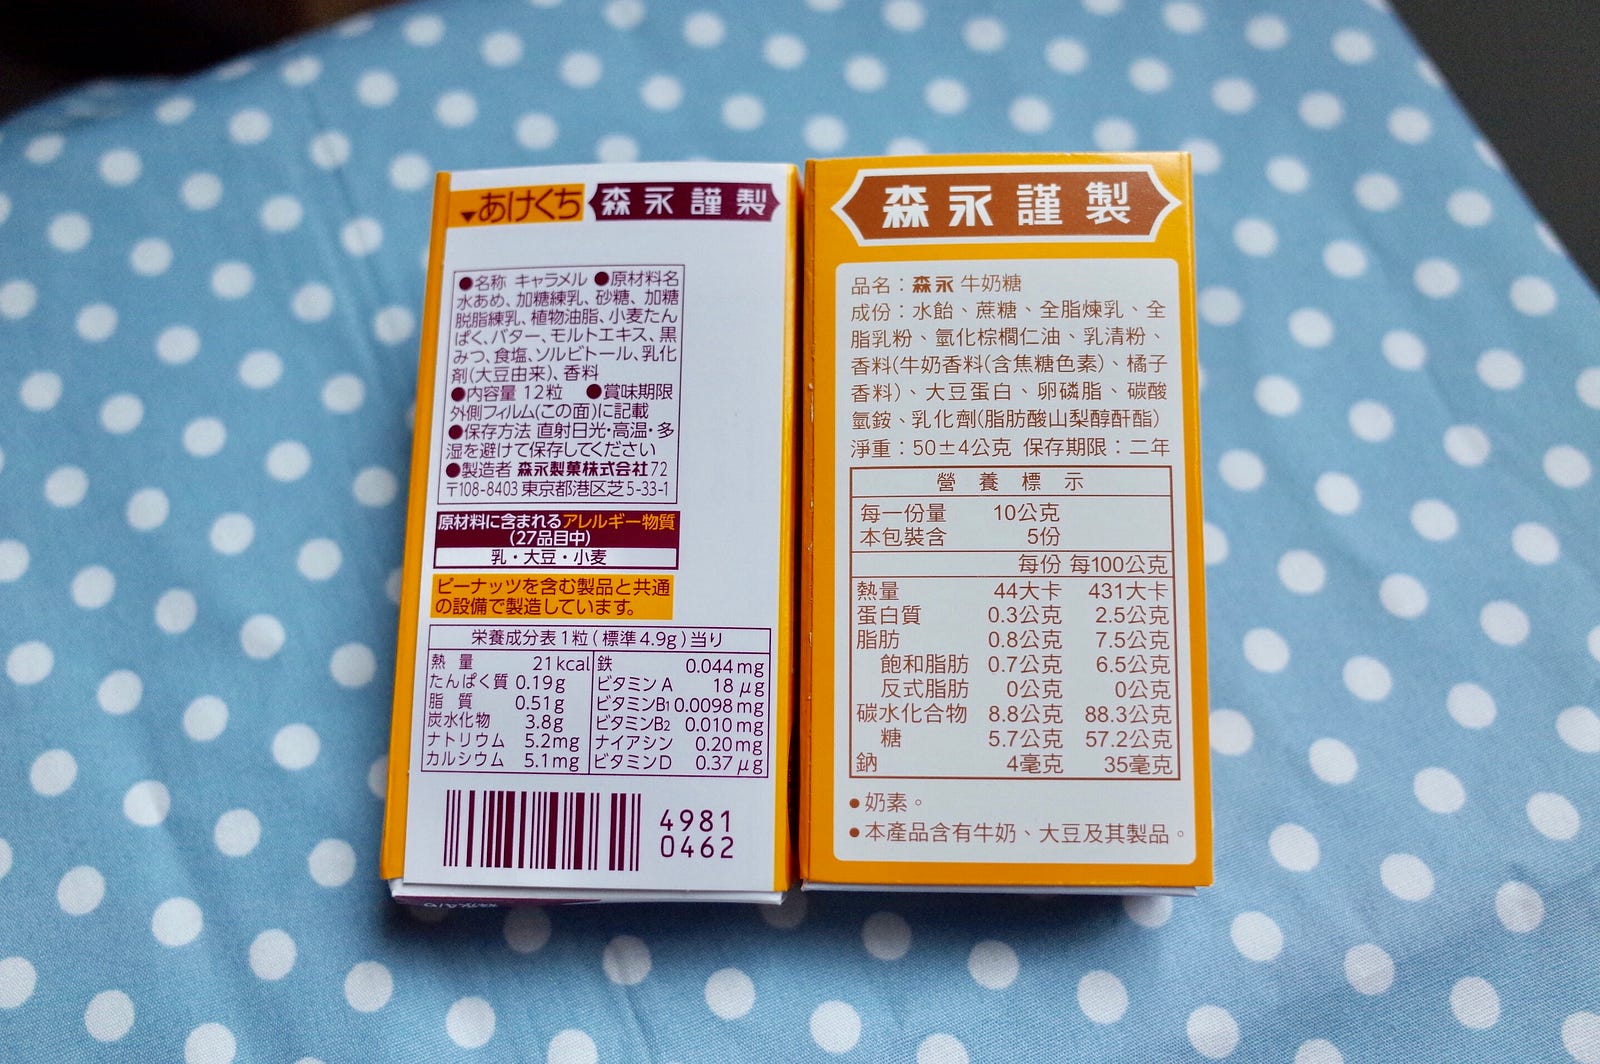 ▼あけくち 森永謹製
●名称 キャラメル ●原材料名
水あめ、加糖練乳、砂糖、加糖
脱脂練乳、植物油脂、小麦たん
ぱく、バター、モルトエキス、黒
みつ、食塩、ソルビトール、乳化
剤(大豆由来)、香料
●内容量 12粒 ●賞味期限
外側フィルム(この面)に記載
●保存方法 直射日光・高温・多
湿を避けて保存してください
●製造者 森永製菓株式会社72
〒108-8403 東京都港区芝5-33-1
原材料に含まれるアレルギー物質
(27品目中)
乳・大豆・小麦
ピーナッツを含む製品と共通
の設備で製造しています。
栄養成分表1粒(標準4.9g)当り
熱量 21kcal 鉄 0.044mg
たんぱく質 0.19g ビタミンA 18μg
脂質 0.51g ビタミンB1 0.0098mg
炭水化物 3.8g ビタミンB2 0.010mg
ナトリウム 5.2mg ナイアシン 0.20mg
カルシウム 5.1mg ビタミンD 0.37μg
4981
0462
森永謹製
品名：森永 牛奶糖
成份：水飴、蔗糖、全脂煉乳、全
脂乳粉、氫化棕櫚仁油、乳清粉、
香料(牛奶香料(含焦糖色素)、橘子
香料)、大豆蛋白、卵磷脂、碳酸
氫銨、乳化劑(脂肪酸山梨醇酐酯)
淨重：50±4公克 保存期限：二年
營養標示
每一份量 10公克
本包裝含 5份
每份 每100公克
熱量 44大卡 431大卡
蛋白質 0.3公克 2.5公克
脂肪 0.8公克 7.5公克
飽和脂肪 0.7公克 6.5公克
反式脂肪 0公克 0公克
碳水化合物 8.8公克 88.3公克
糖 5.7公克 57.2公克
鈉 4毫克 35毫克
●奶素。
●本產品含有牛奶、大豆及其製品。